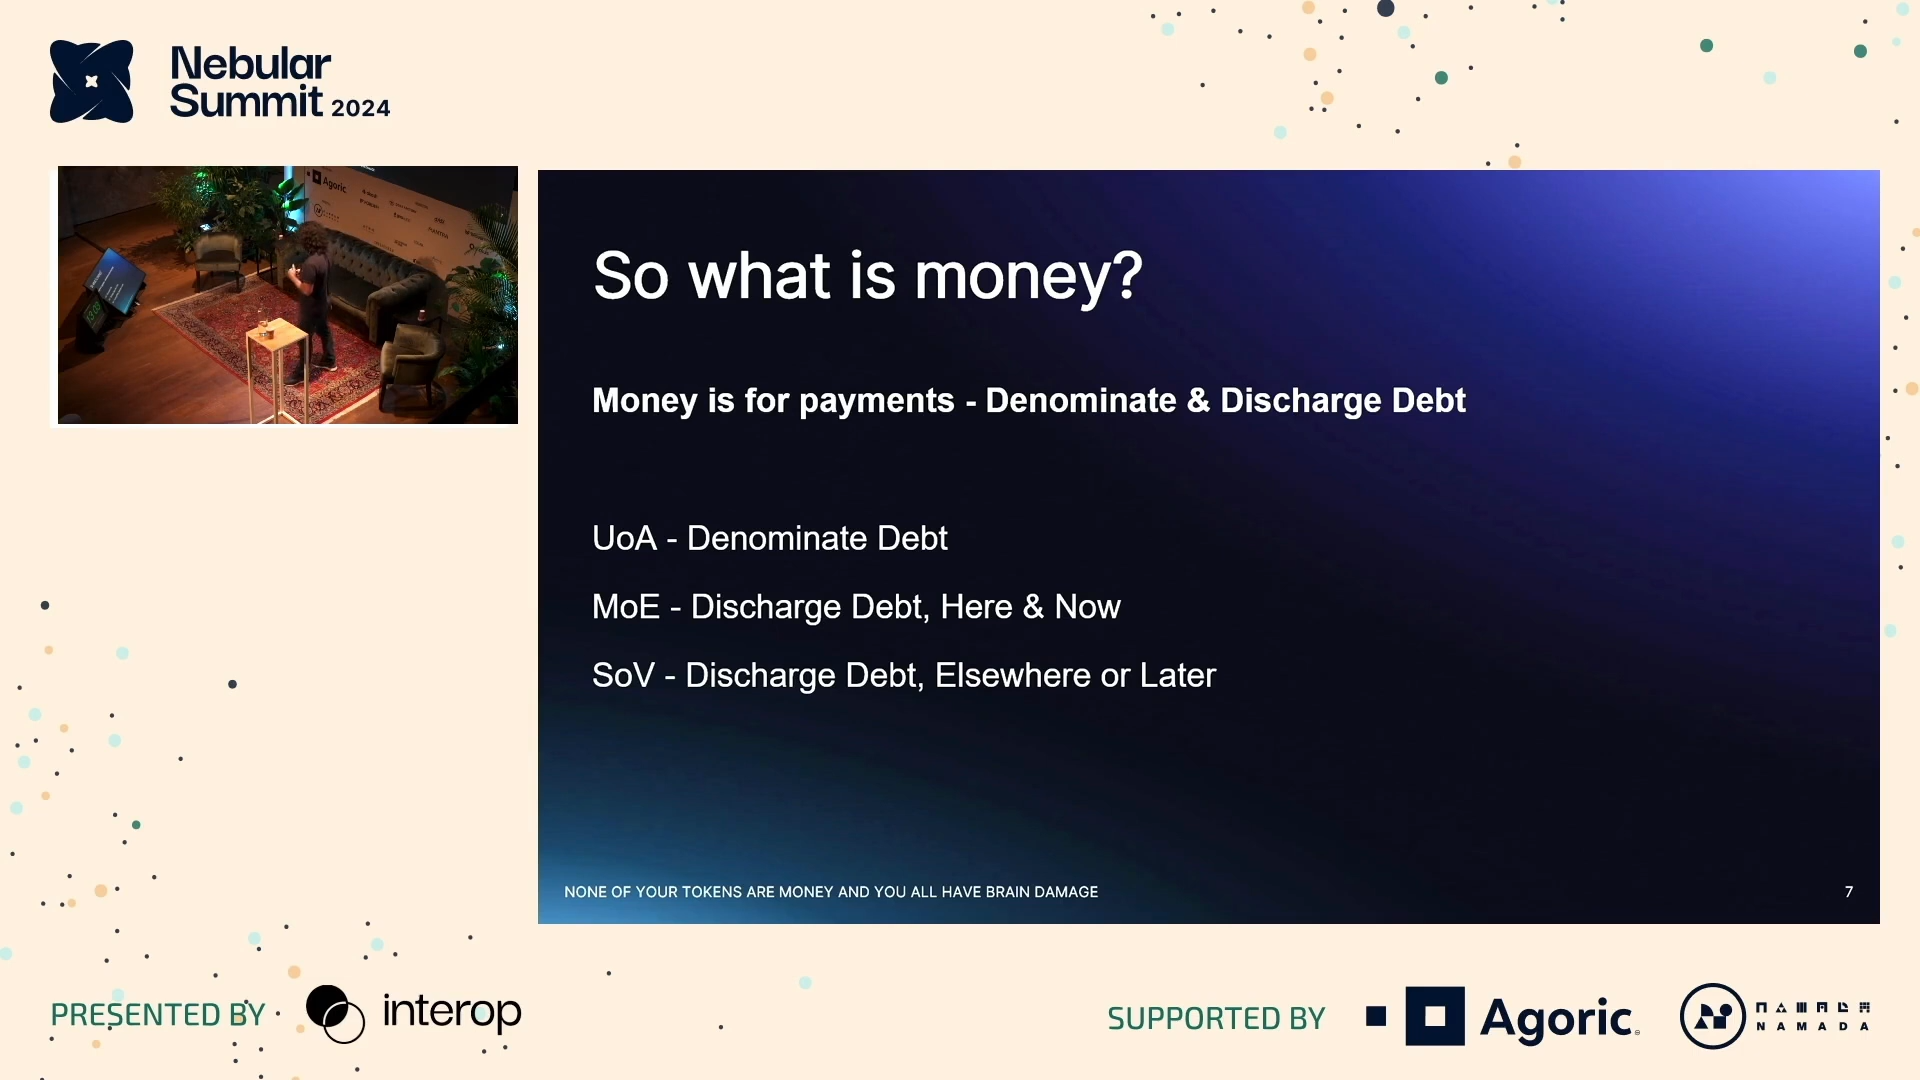 Nebular
Summit 2024
Agoric
So what is money?
Money is for payments - Denominate & Discharge Debt
UoA - Denominate Debt
MoE - Discharge Debt, Here & Now
SoV - Discharge Debt, Elsewhere or Later
NONE OF YOUR TOKENS ARE MONEY AND YOU ALL HAVE BRAIN DAMAGE
7
PRESENTED BY
interop
SUPPORTED BY
Agoric
NAMADA
NAMADA